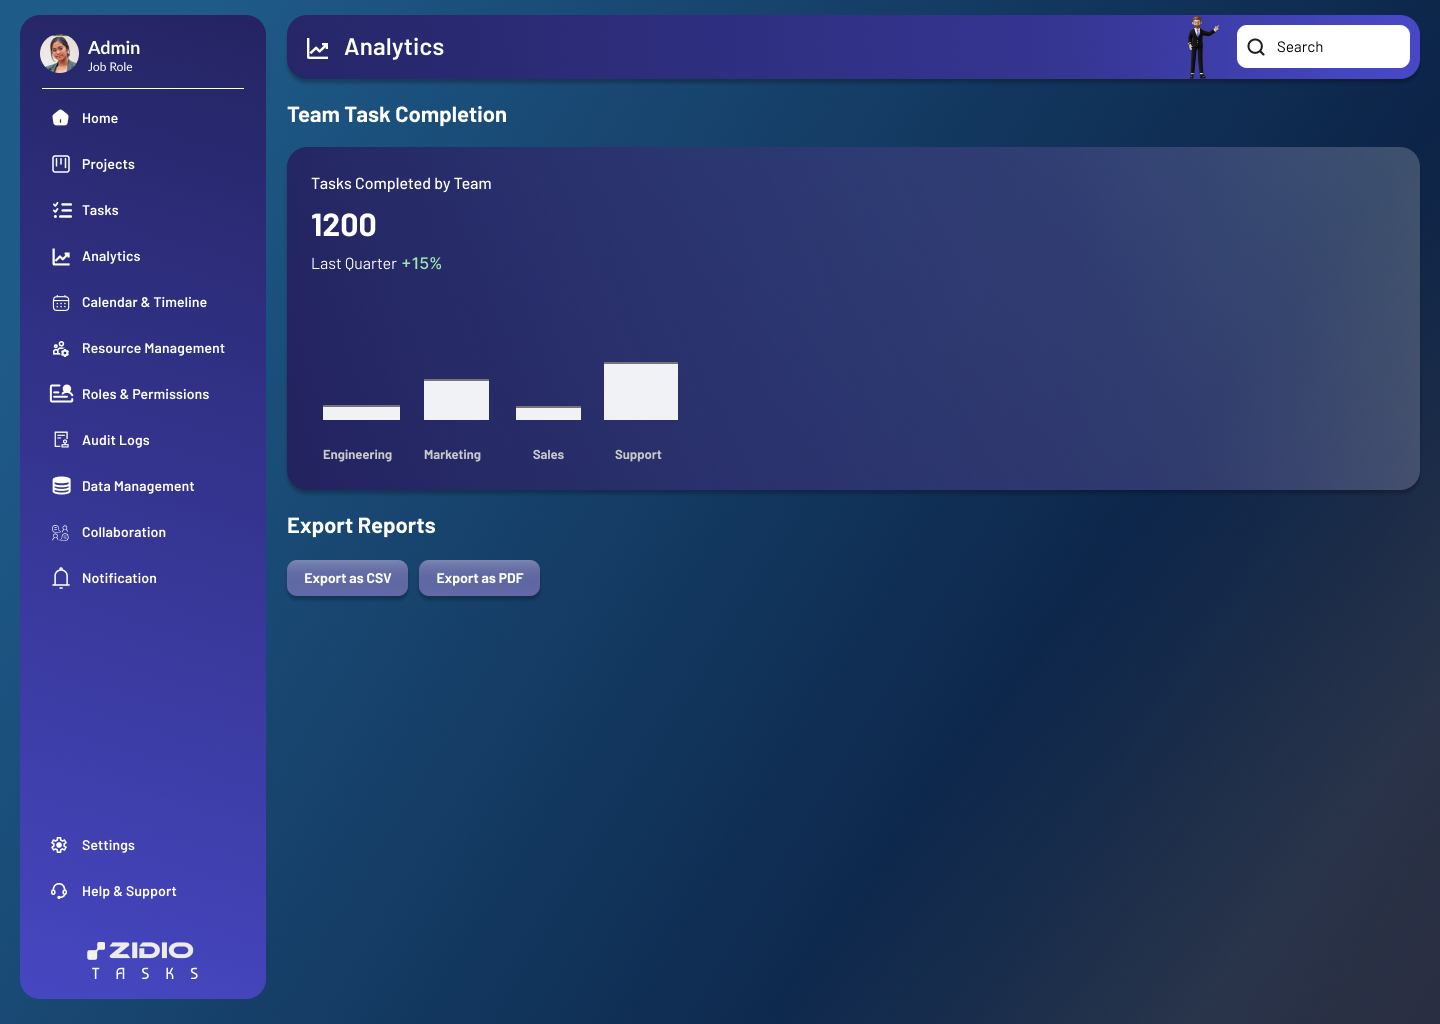 Admin
Job Role
Home
Projects
Tasks
Analytics
Calendar & Timeline
Resource Management
Roles & Permissions
Audit Logs
Data Management
Collaboration
Notification
Settings
Help & Support
ZIDIO
TASKS
Analytics
Search
Team Task Completion
Tasks Completed by Team
1200
Last Quarter +15%
Engineering Marketing Sales Support
Export Reports
Export as CSV Export as PDF